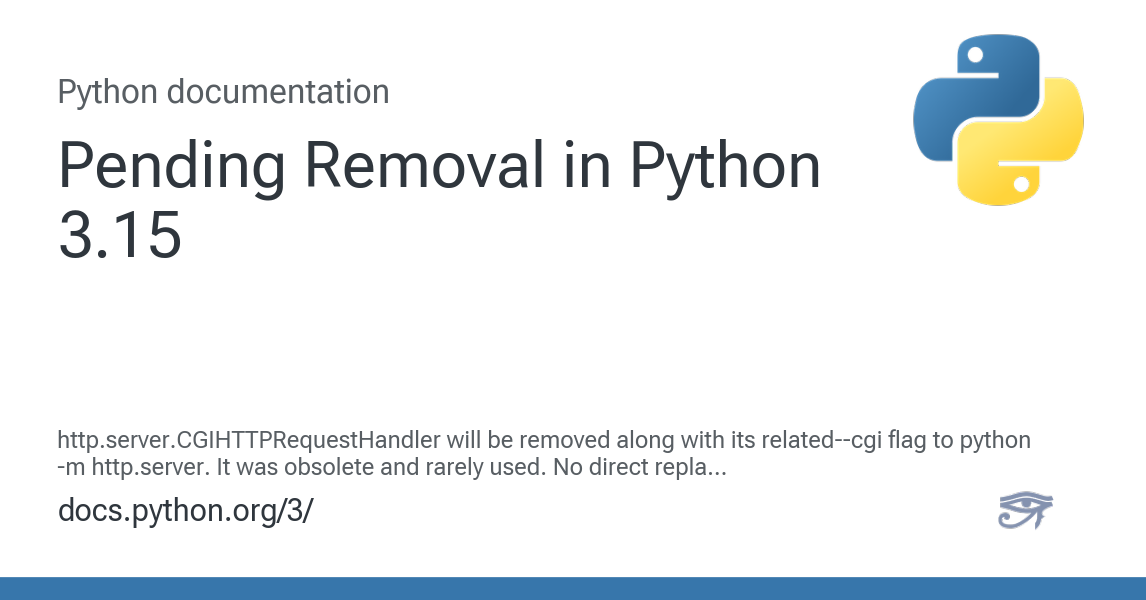 Python documentation
Pending Removal in Python
3.15
http.server.CGIHTTPRequestHandler will be removed along with its related--cgi flag to python
-m http.server. It was obsolete and rarely used. No direct repla...
docs.python.org/3/